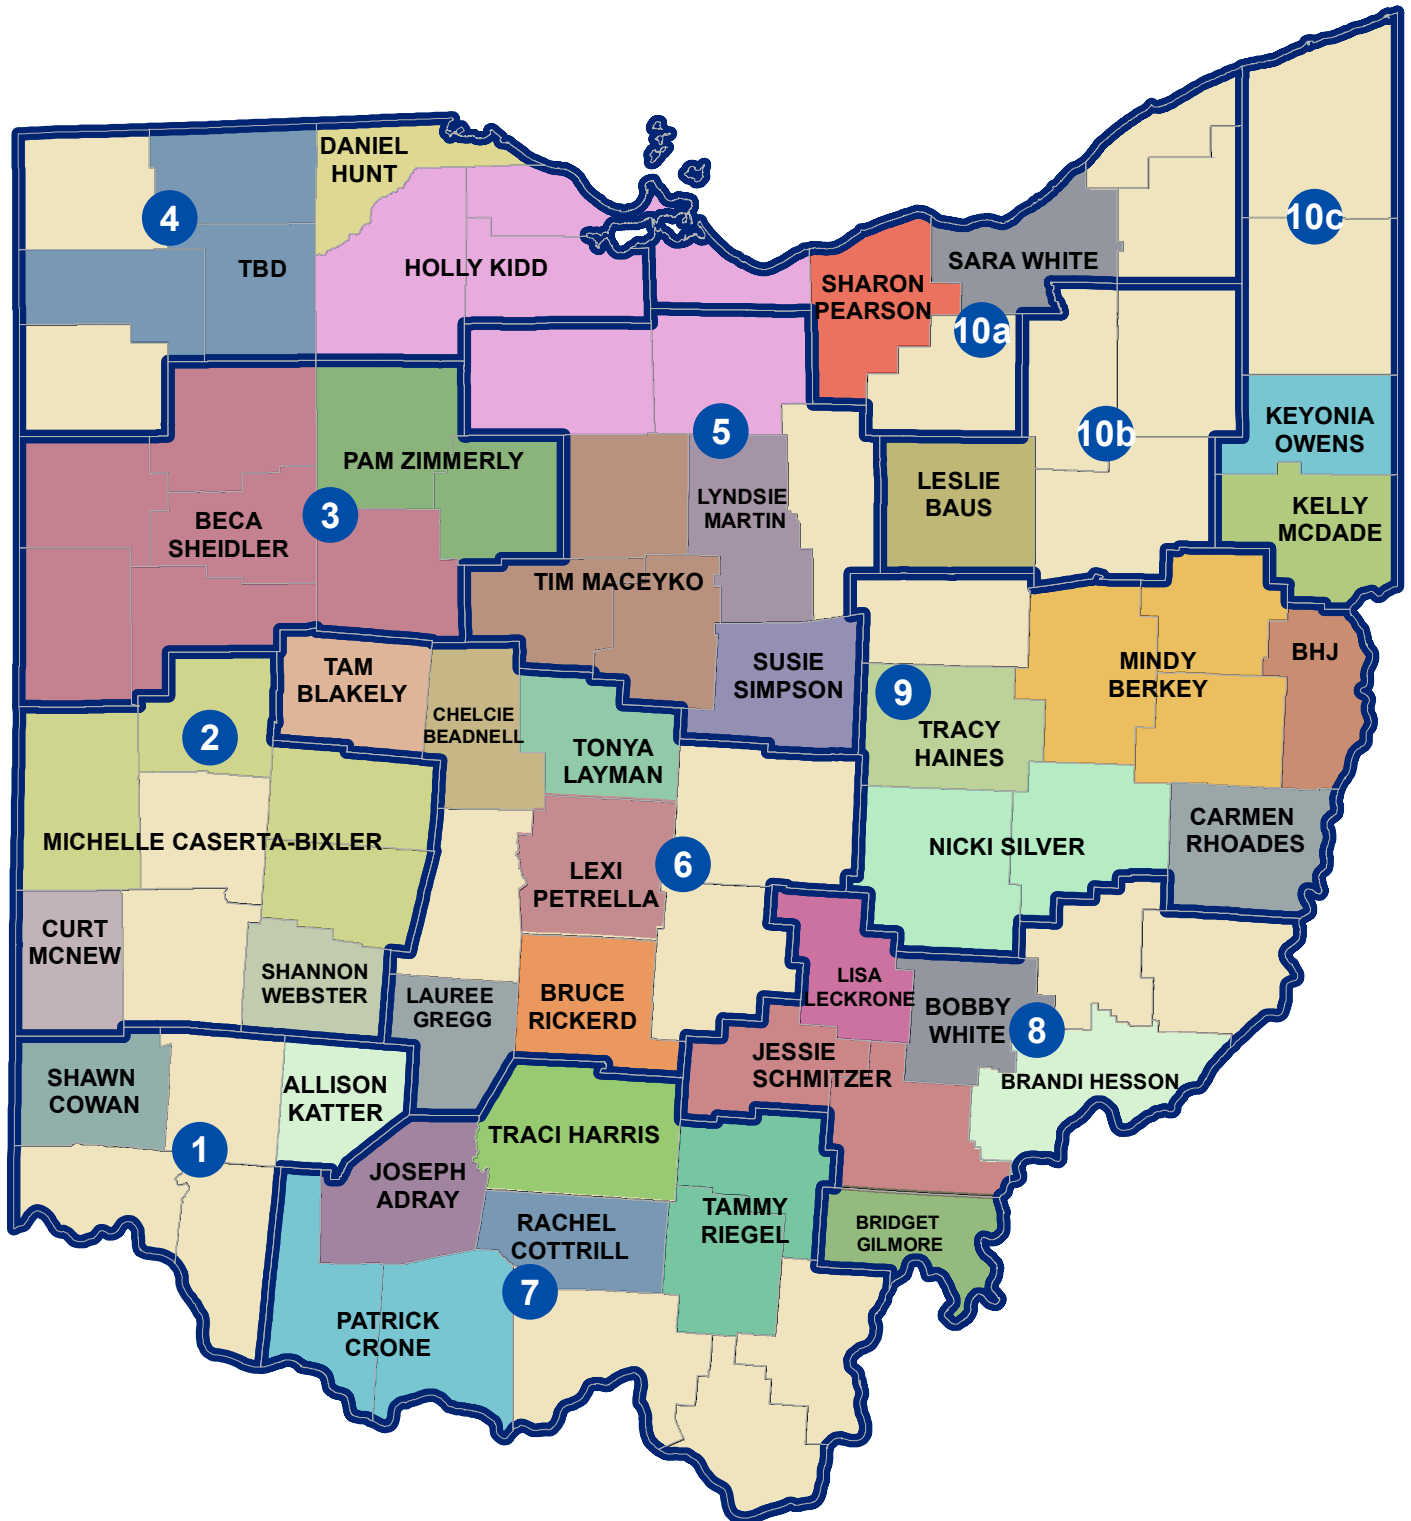 DANIEL
HUNT
4
10c
TBD
HOLLY KIDD
SARA WHITE
SHARON
PEARSON
10a
KEYONIA
OWENS
5
10b
PAM ZIMMERLY
LESLIE
BAUS
LYNDSIE
MARTIN
KELLY
MCDADE
BECA
SHEIDLER
3
TIM MACEYKO
TAM
BLAKELY
SUSIE
SIMPSON
MINDY
BERKEY
BHJ
9
CHELCIE
BEADNELL
2
TONYA
LAYMAN
TRACY
HAINES
MICHELLE CASERTA-BIXLER
NICKI SILVER
CARMEN
RHOADES
6
LEXI
PETRELLA
CURT
MCNEW
SHANNON
WEBSTER
LAUREE
GREGG
BRUCE
RICKERD
LISA
LECKRONE
BOBBY
WHITE
8
JESSIE
SCHMITZER
BRANDI HESSON
SHAWN
COWAN
ALLISON
KATTER
1
TRACI HARRIS
JOSEPH
ADRAY
RACHEL
COTTRILL
TAMMY
RIEGEL
BRIDGET
GILMORE
7
PATRICK
CRONE